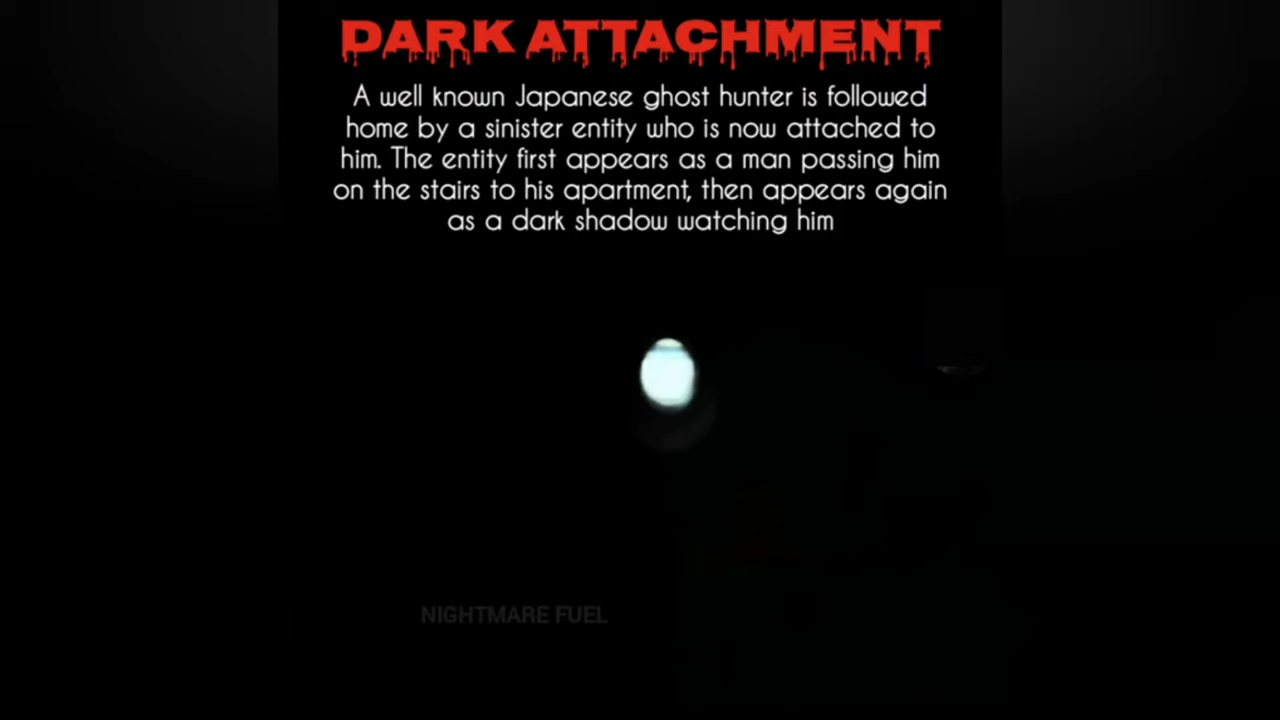 DARK ATTACHMENT
A well known Japanese ghost hunter is followed
home by a sinister entity who is now attached to
him. The entity first appears as a man passing him
on the stairs to his apartment, then appears again
as a dark shadow watching him
NIGHTMARE FUEL